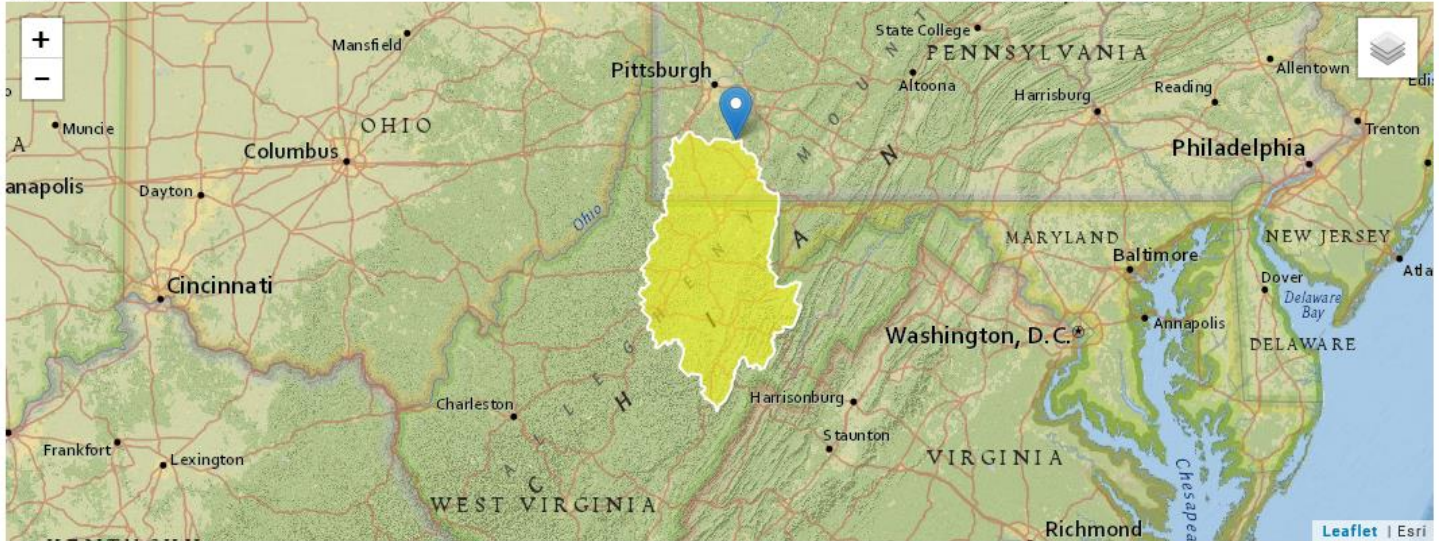 +
−
Mansfield
Pittsburgh
State College
PENNSYLVANIA
Altoona
Allentown
Reading
Harrisburg
Muncie
OHIO
Trenton
Columbus
Philadelphia
anapolis
Dayton
Ohio
MARYLAND
NEW JERSEY
Baltimore
Cincinnati
Dover
Delaware
Bay
Washington, D.C.
Annapolis
DELAWARE
Charleston
Harrisonburg
Frankfort
Lexington
Staunton
VIRGINIA
WEST VIRGINIA
Chesapea
Richmond
Leaflet | Esri